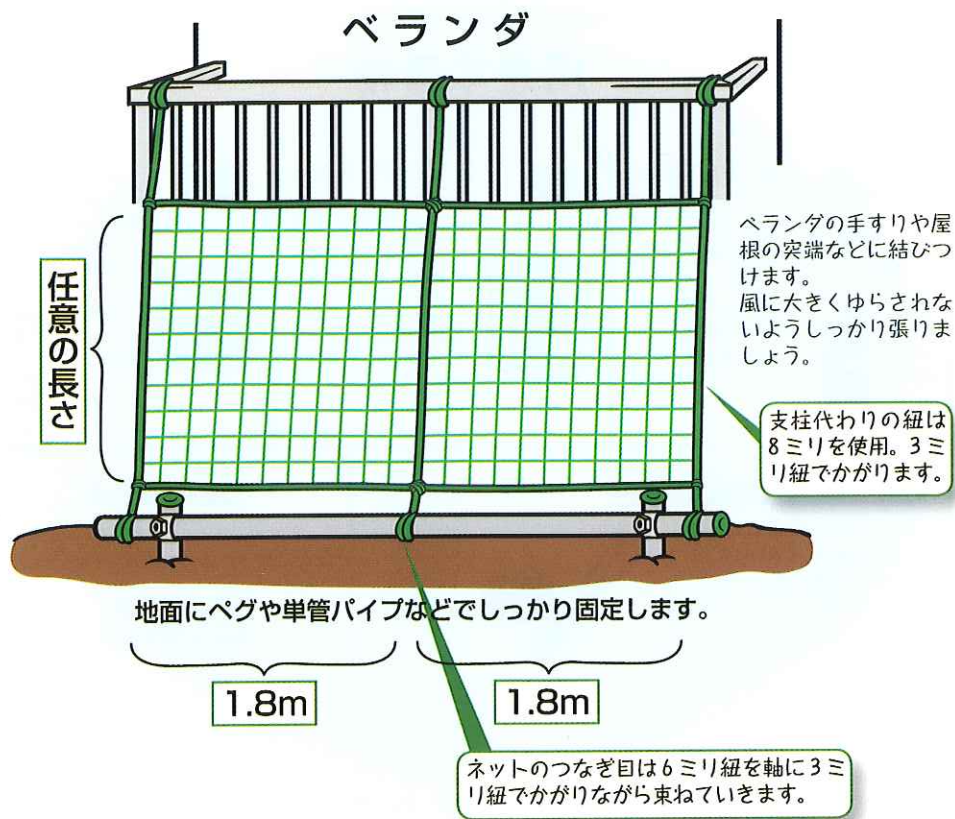 ベランダ
任意の長さ
ベランダの手すりや屋
根の突端などに結びつ
けます。
風に大きくゆらされな
いようしっかり張りま
しょう。
支柱代わりの紐は
8ミリを使用。3ミ
リ紐でかがります。
地面にペグや単管パイプなどでしっかり固定します。
1.8m
1.8m
ネットのつなぎ目は6ミリ紐を軸に3ミ
リ紐でかがりながら束ねていきます。